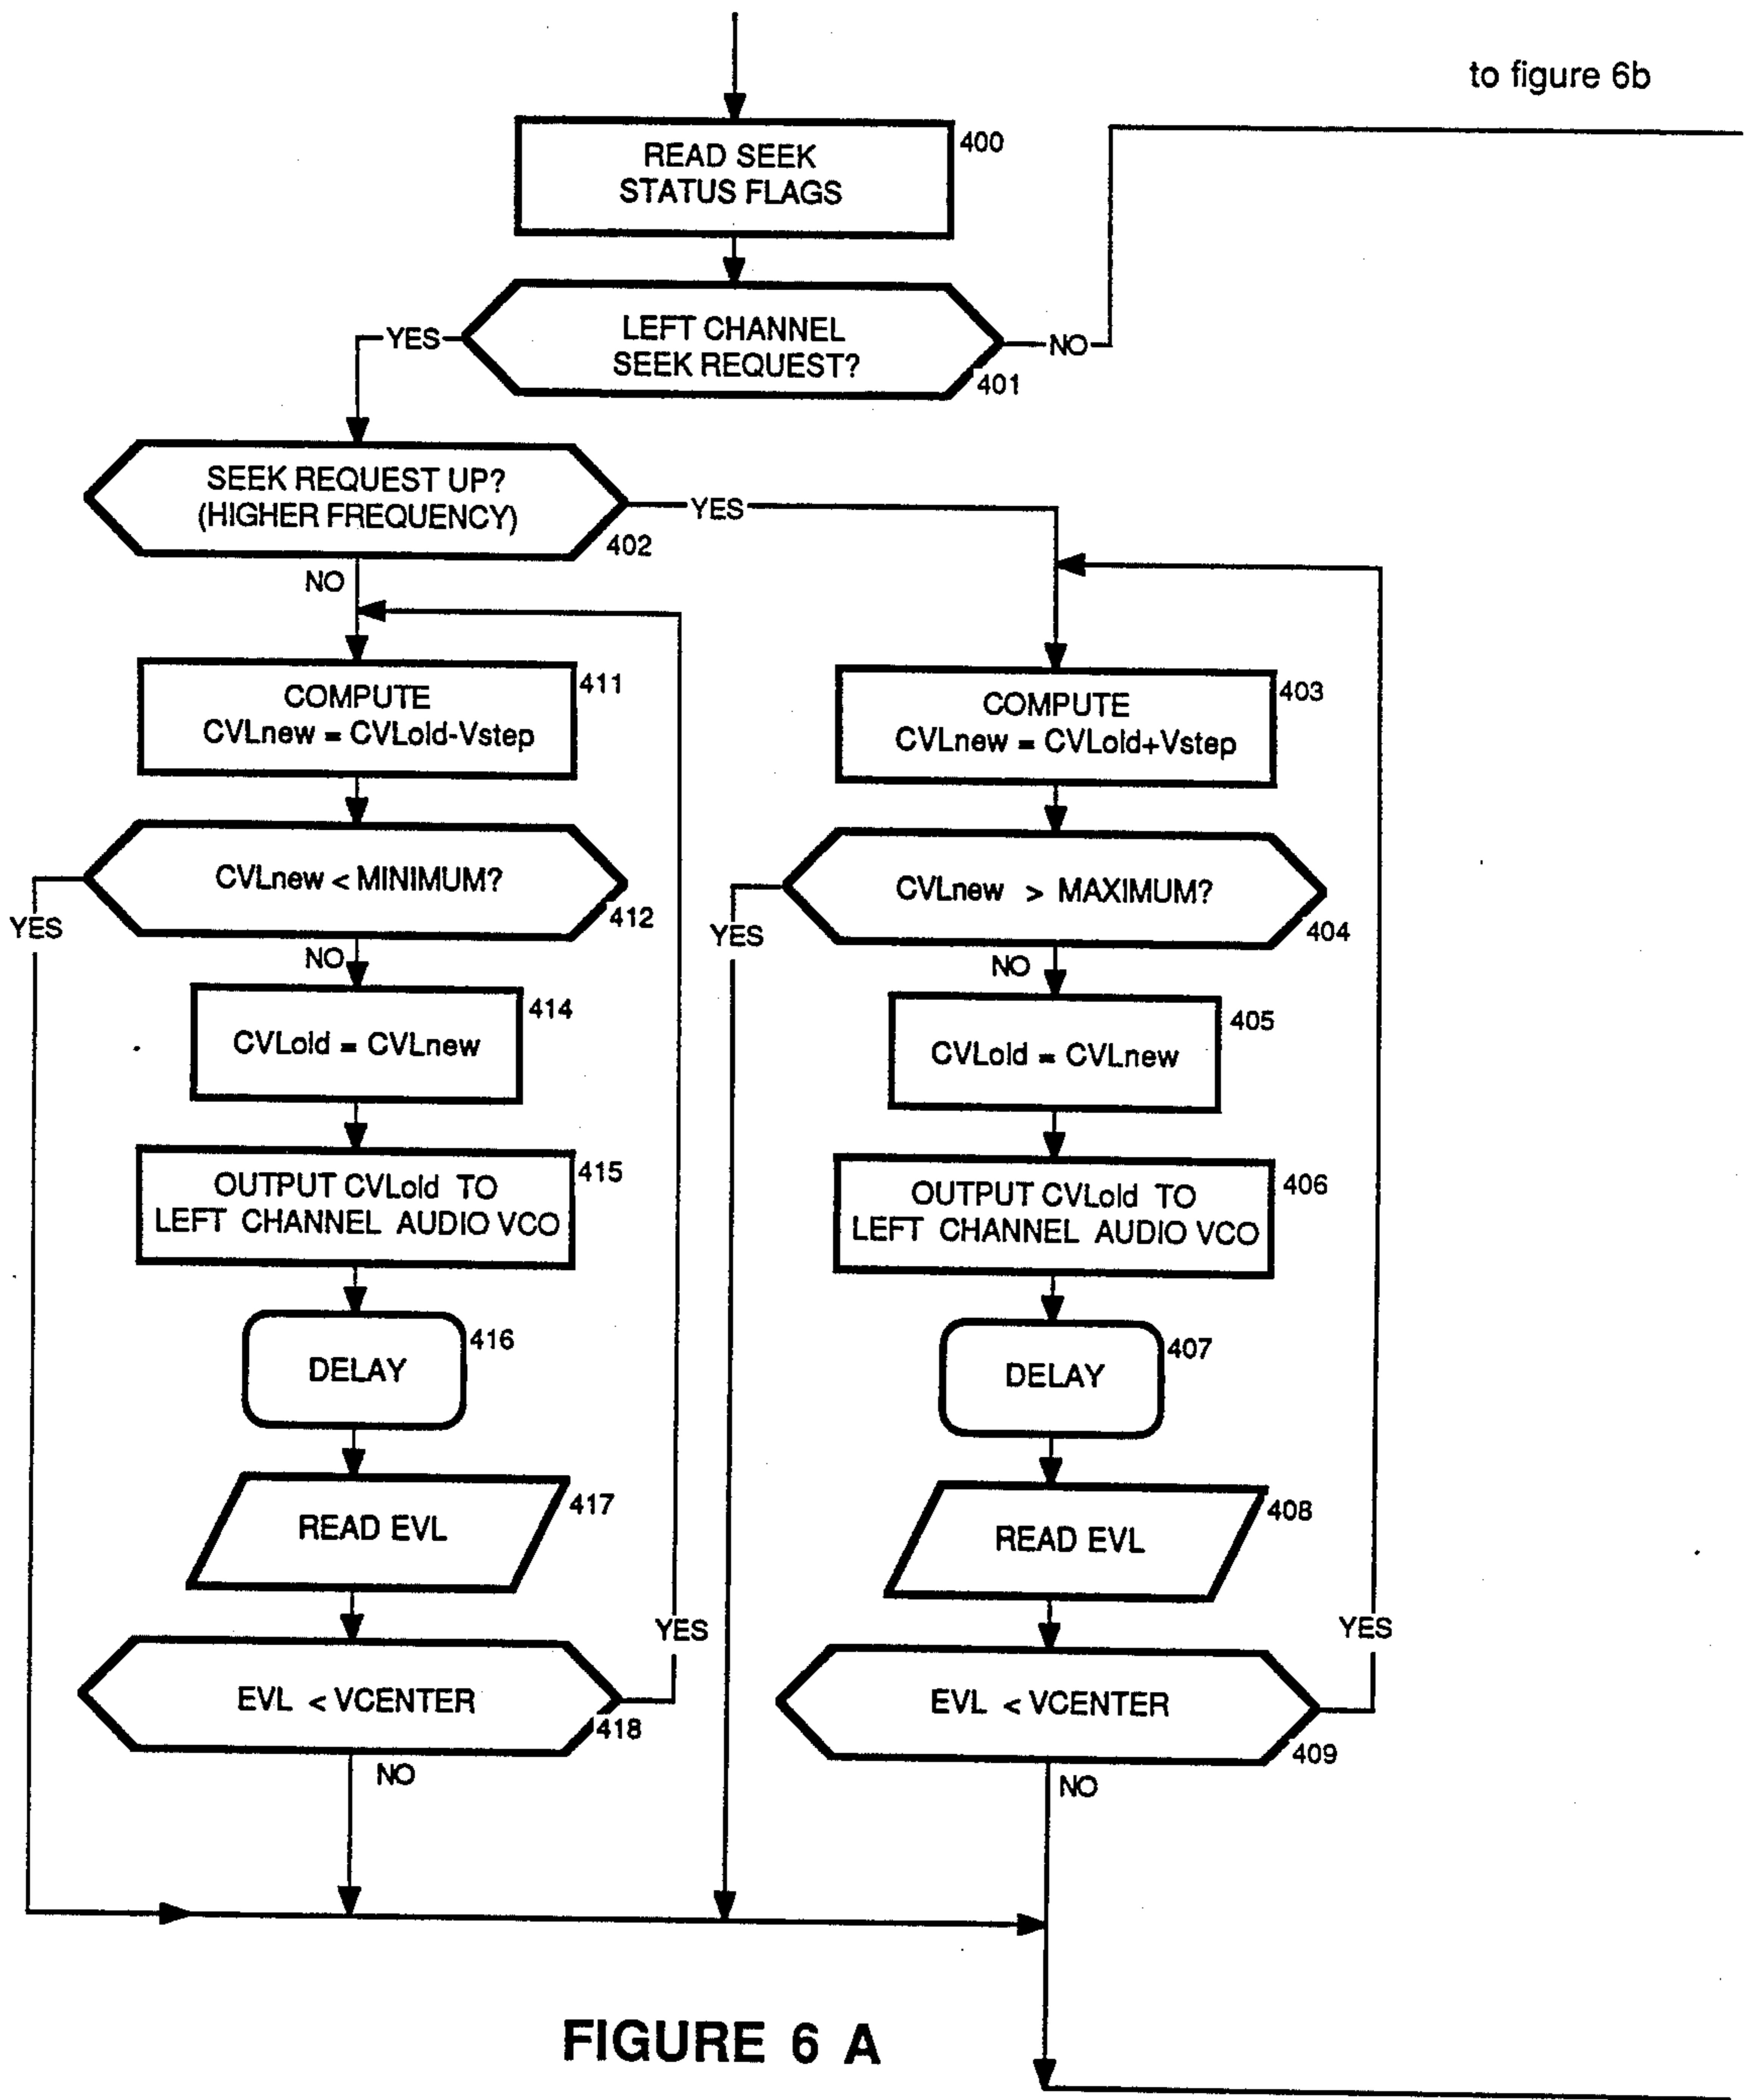 to figure 6b
READ SEEK
STATUS FLAGS
400
LEFT CHANNEL
SEEK REQUEST?
401
YES
NO
SEEK REQUEST UP?
(HIGHER FREQUENCY)
402
YES
NO
COMPUTE
CVLnew = CVLold-Vstep
411
COMPUTE
CVLnew = CVLold+Vstep
403
CVLnew < MINIMUM?
412
YES
NO
CVLnew > MAXIMUM?
404
YES
NO
CVLold = CVLnew
414
CVLold = CVLnew
405
OUTPUT CVLold TO
LEFT CHANNEL AUDIO VCO
415
OUTPUT CVLold TO
LEFT CHANNEL AUDIO VCO
406
DELAY
416
DELAY
407
READ EVL
417
READ EVL
408
EVL < VCENTER
418
YES
NO
EVL < VCENTER
409
YES
NO
FIGURE 6 A